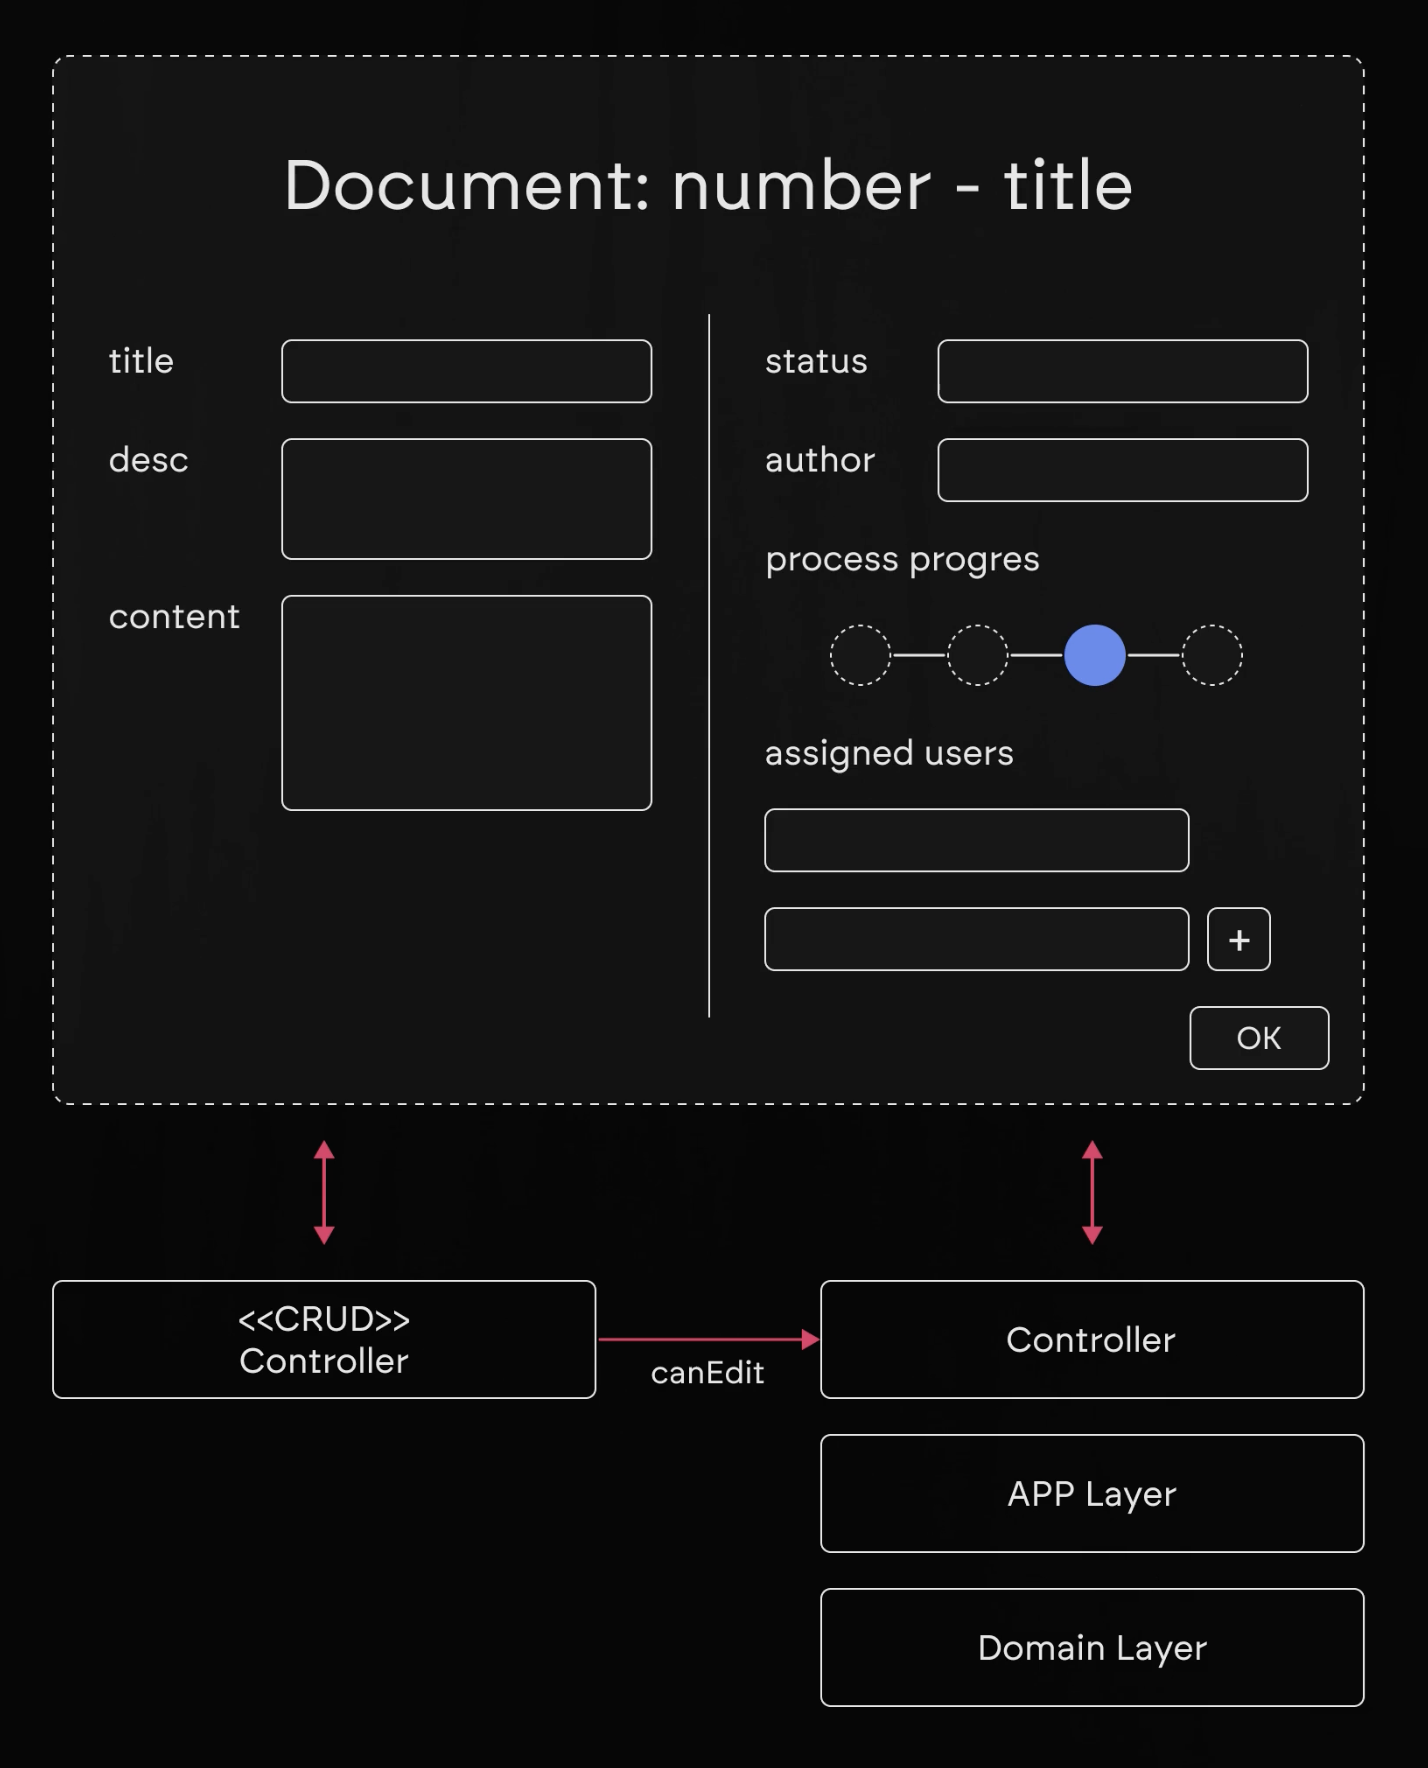 Document: number - title
title
desc
content
status
author
process progres
assigned users
+
OK
<<CRUD>>
Controller
canEdit
Controller
APP Layer
Domain Layer